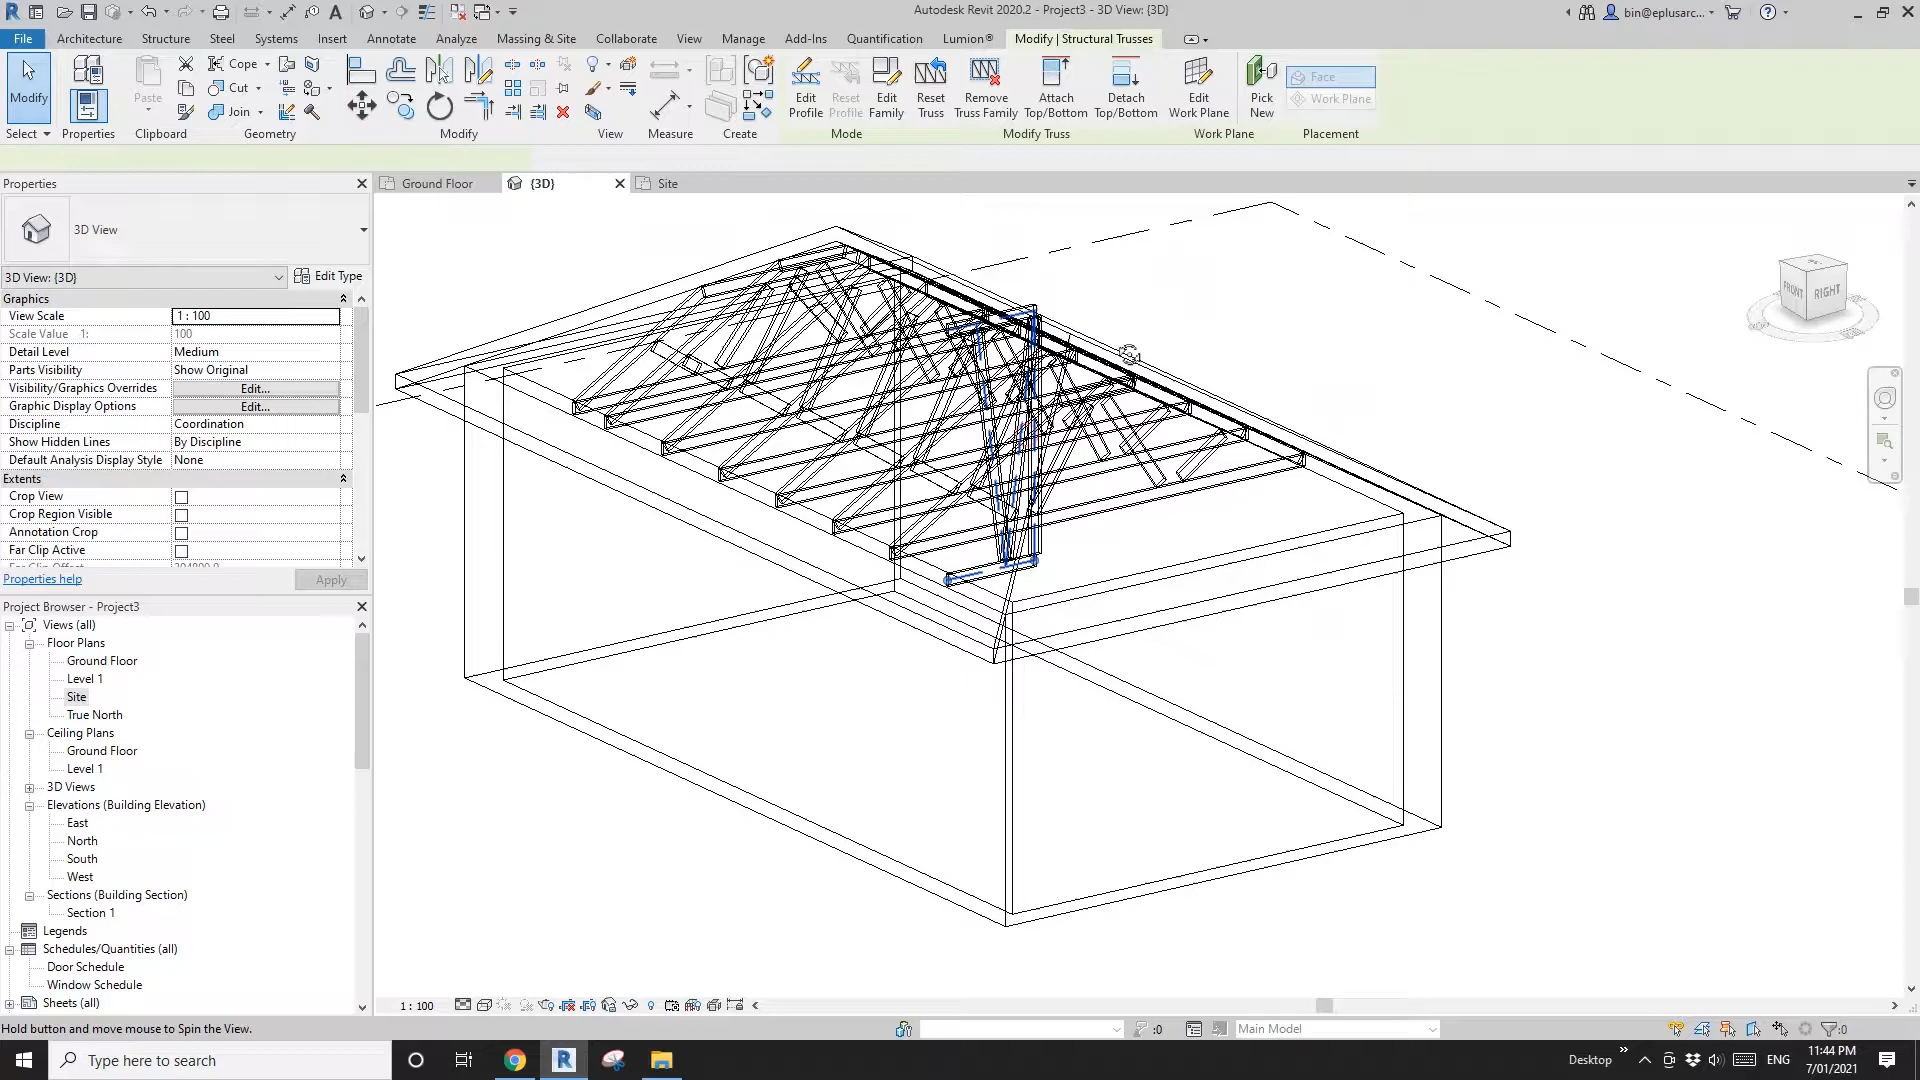 Autodesk Revit 2020.2 - Project3 - 3D View: {3D}
bin@eplusarc...
File Architecture Structure Steel Systems Insert Annotate Analyze Massing & Site Collaborate View Manage Add-Ins Quantification Lumion® Modify | Structural Trusses
Modify
Select
Properties
Paste
Cope
Cut
Join
Clipboard
Geometry
Modify
View
Measure
Create
Edit Profile
Reset Profile
Edit Family
Mode
Reset Truss
Remove Truss Family
Attach Top/Bottom
Detach Top/Bottom
Modify Truss
Edit Work Plane
Work Plane
Pick New
Face
Work Plane
Placement
Properties
3D View
3D View: {3D}
Edit Type
Graphics
View Scale 1 : 100
Scale Value 1: 100
Detail Level Medium
Parts Visibility Show Original
Visibility/Graphics Overrides Edit...
Graphic Display Options Edit...
Discipline Coordination
Show Hidden Lines By Discipline
Default Analysis Display Style None
Extents
Crop View
Crop Region Visible
Annotation Crop
Far Clip Active
Properties help
Apply
Project Browser - Project3
Views (all)
Floor Plans
Ground Floor
Level 1
Site
True North
Ceiling Plans
Ground Floor
Level 1
3D Views
Elevations (Building Elevation)
East
North
South
West
Sections (Building Section)
Section 1
Legends
Schedules/Quantities (all)
Door Schedule
Window Schedule
Sheets (all)
Ground Floor
{3D}
Site
FRONT
RIGHT
1 : 100
Hold button and move mouse to Spin the View.
:0
Main Model
:0
Type here to search
Desktop
ENG
11:44 PM
7/01/2021